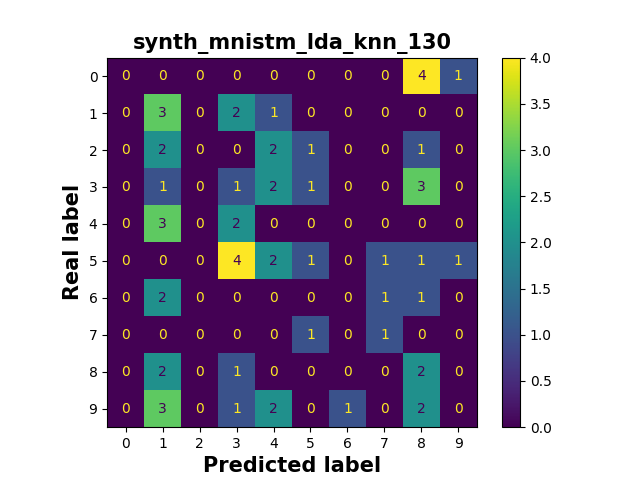 synth_mnistm_lda_knn_130
0 0 0 0 0 0 0 0 0 4 1
1 0 3 0 2 1 0 0 0 0 0
2 0 2 0 0 2 1 0 0 1 0
3 0 1 0 1 2 1 0 0 3 0
4 0 3 0 2 0 0 0 0 0 0
5 0 0 0 4 2 1 0 1 1 1
6 0 2 0 0 0 0 0 1 1 0
7 0 0 0 0 0 1 0 1 0 0
8 0 2 0 1 0 0 0 0 2 0
9 0 3 0 1 2 0 1 0 2 0
0 1 2 3 4 5 6 7 8 9
Real label
Predicted label
4.0
3.5
3.0
2.5
2.0
1.5
1.0
0.5
0.0